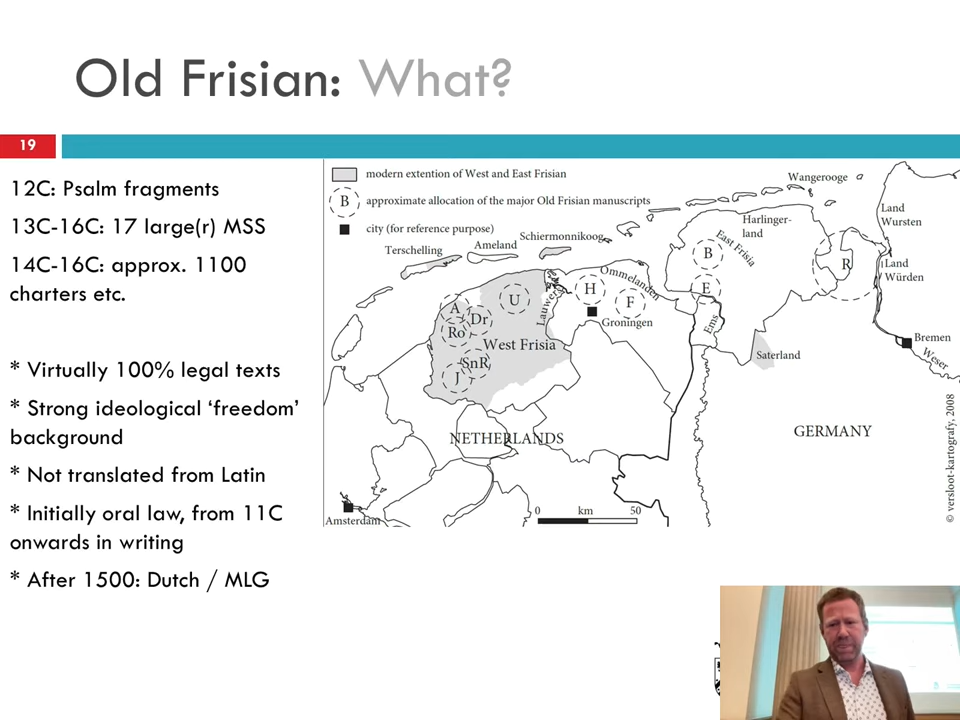 Old Frisian: What?
19
12C: Psalm fragments
13C-16C: 17 large(r) MSS
14C-16C: approx. 1100
charters etc.
* Virtually 100% legal texts
* Strong ideological ‘freedom’
background
* Not translated from Latin
* Initially oral law, from 11C
onwards in writing
* After 1500: Dutch / MLG
modern extention of West and East Frisian
B
approximate allocation of the major Old Frisian manuscripts
city (for reference purpose)
Wangerooge
Land
Wursten
Harlinger-
land
Schiermonnikoog
Ameland
Terschelling
East Frisia
B
R
Land
Würden
Ommelanden
H
F
E
U
Lauwers
A
Dr
Ro
Groningen
Ems
West Frisia
SnR
J
Saterland
Bremen
Weser
NETHERLANDS
GERMANY
Amsterdam
0 km 50
© versloot-kartografy, 2008